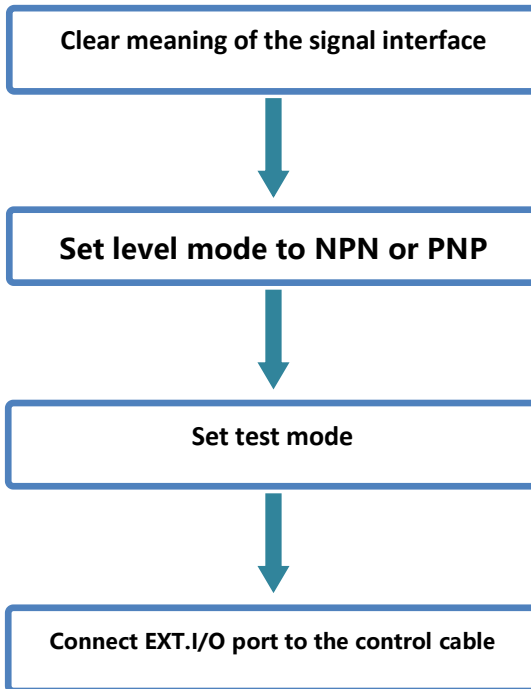 Clear meaning of the signal interface
Set level mode to NPN or PNP
Set test mode
Connect EXT.I/O port to the control cable